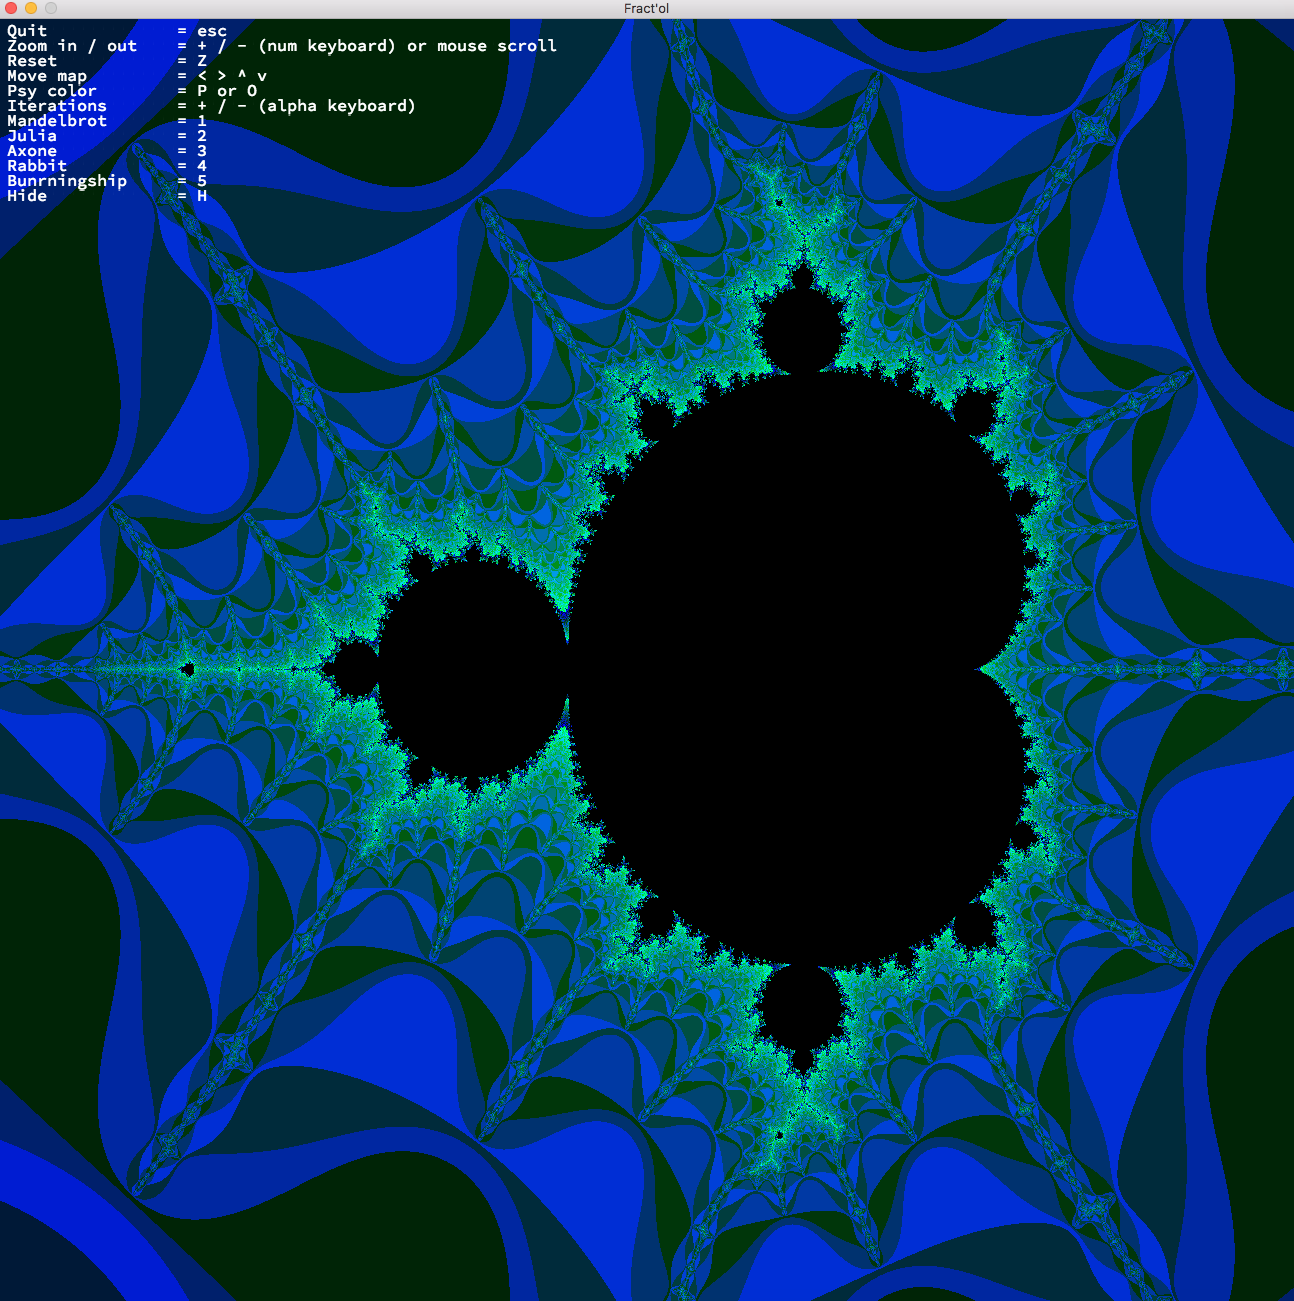 Fract'ol
Quit = esc
Zoom in / out = + / - (num keyboard) or mouse scroll
Reset = Z
Move map = < > ^ v
Psy color = P or O
Iterations = + / - (alpha keyboard)
Mandelbrot = 1
Julia = 2
Axone = 3
Rabbit = 4
Bunrningship = 5
Hide = H